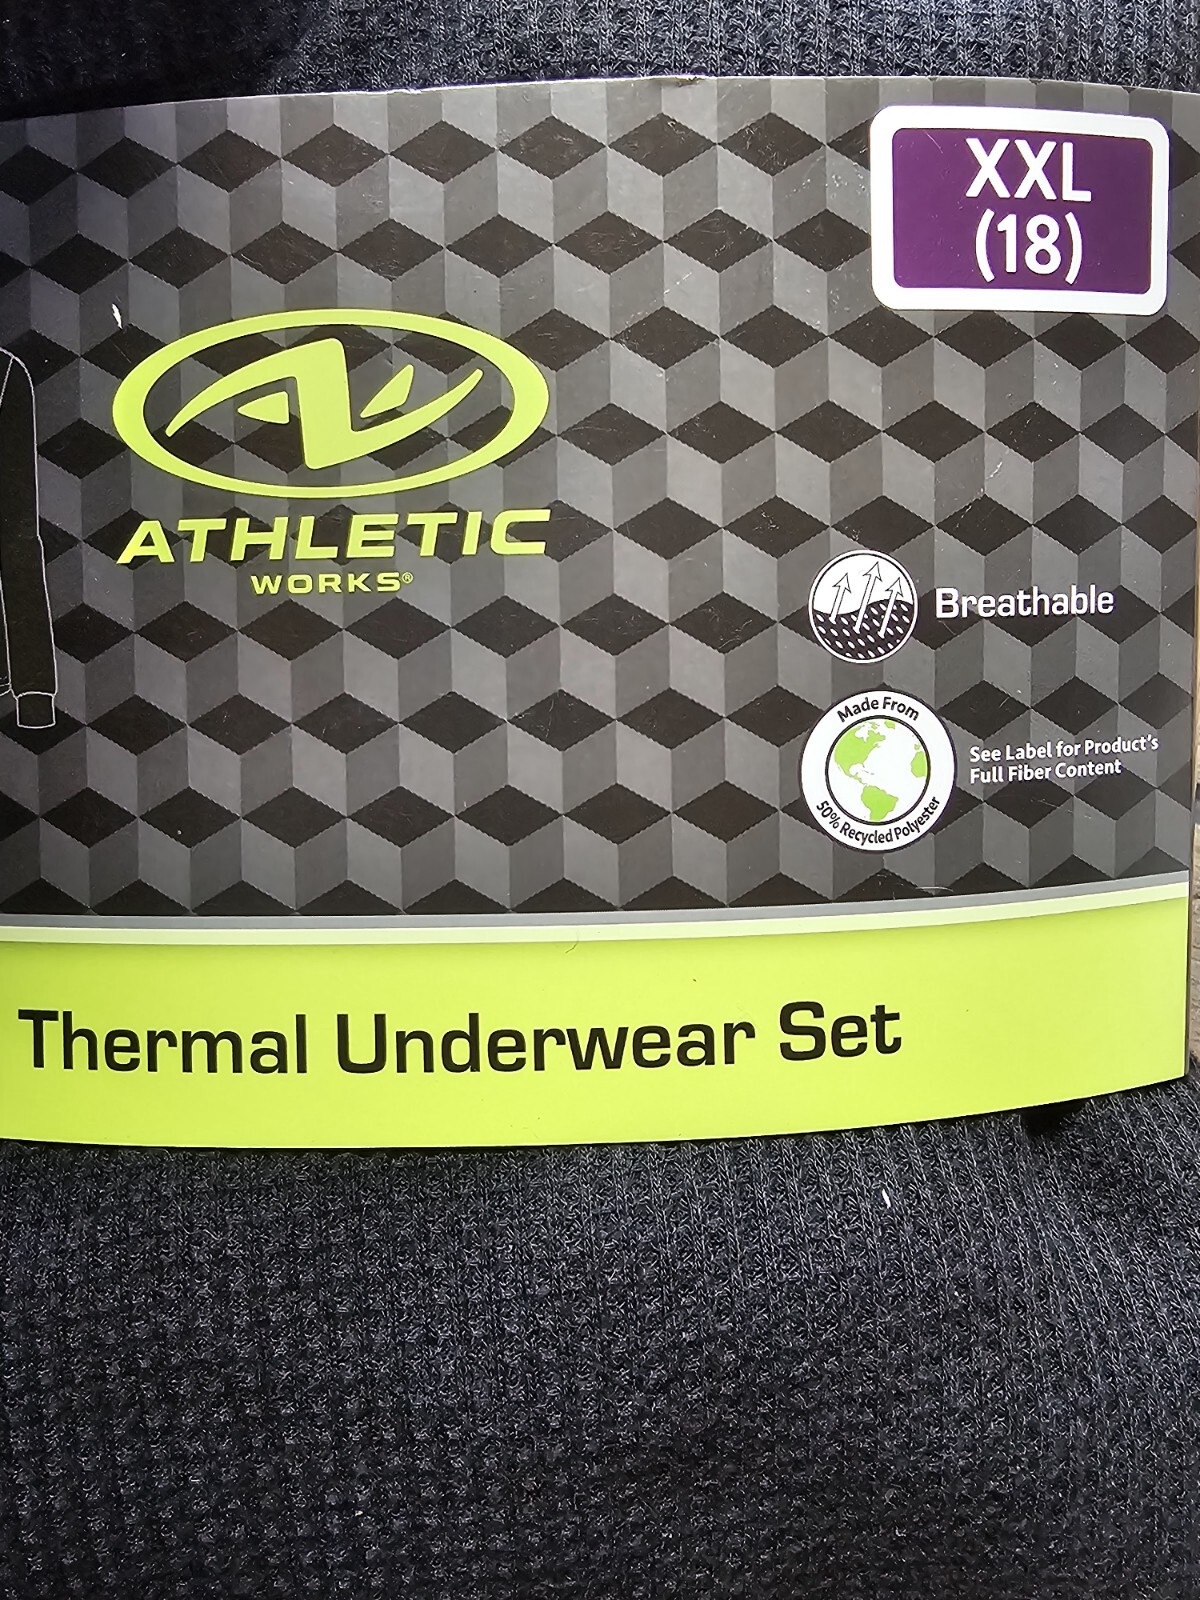 XXL
(18)
ATHLETIC
WORKS®
Breathable
Made From
50% Recycled Polyester
See Label for Product's
Full Fiber Content
Thermal Underwear Set